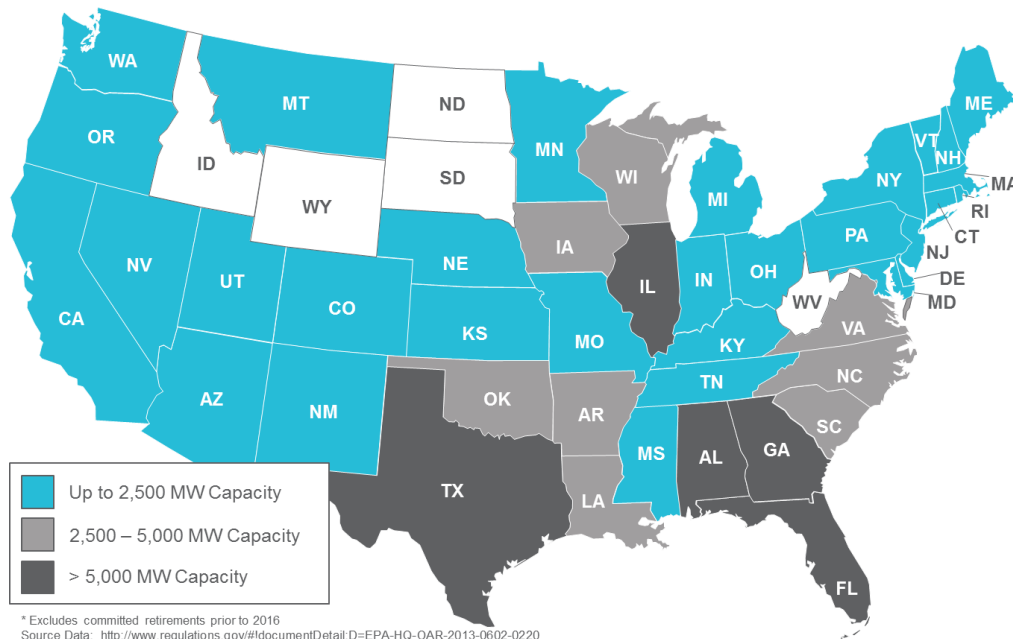 WA
MT
ND
ME
OR
MN
VT
NH
ID
SD
WI
MA
WY
MI
NY
RI
CT
PA
NJ
IA
NE
NV
UT
IL
IN
OH
DE
WV
MD
CO
CA
KS
MO
VA
KY
NC
TN
AZ
NM
OK
AR
SC
MS
AL
GA
TX
LA
FL
Up to 2,500 MW Capacity
2,500 – 5,000 MW Capacity
> 5,000 MW Capacity
* Excludes committed retirements prior to 2016
Source Data: http://www.regulations.gov/#!documentDetail;D=EPA-HQ-OAR-2013-0602-0220